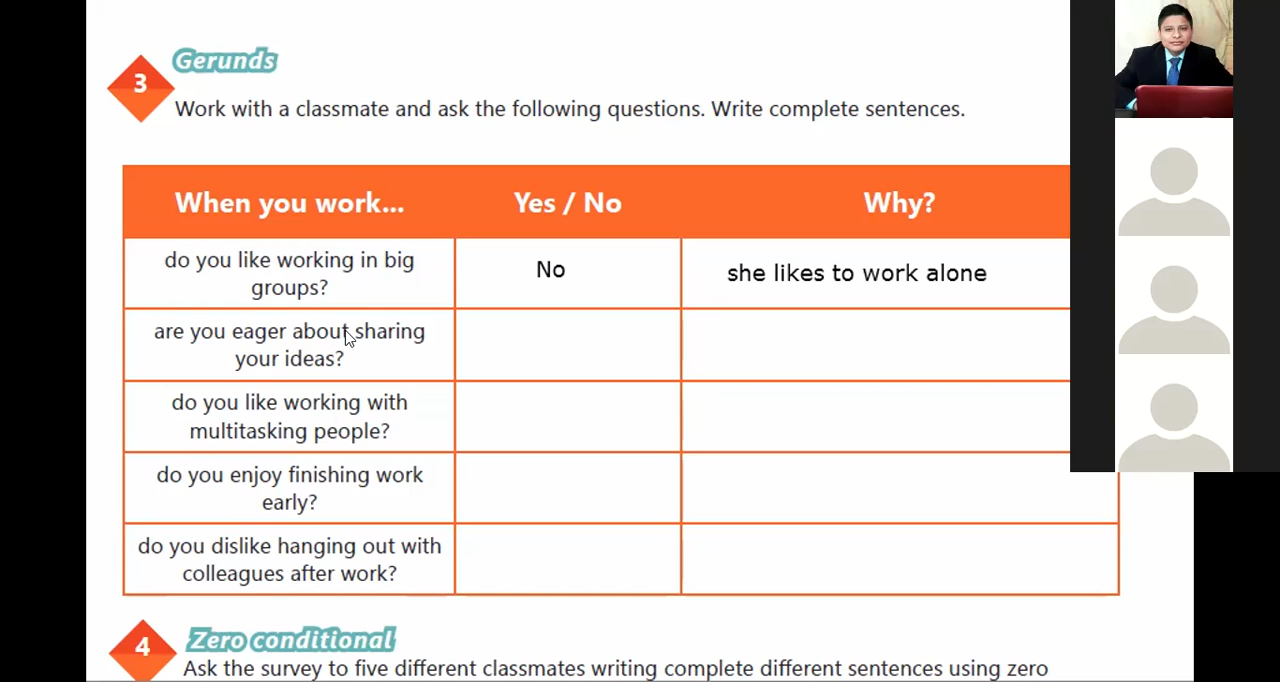 3
Gerunds
Work with a classmate and ask the following questions. Write complete sentences.
When you work...
Yes / No
Why?
do you like working in big
groups?
No
she likes to work alone
are you eager about sharing
your ideas?
do you like working with
multitasking people?
do you enjoy finishing work
early?
do you dislike hanging out with
colleagues after work?
4
Zero conditional
Ask the survey to five different classmates writing complete different sentences using zero